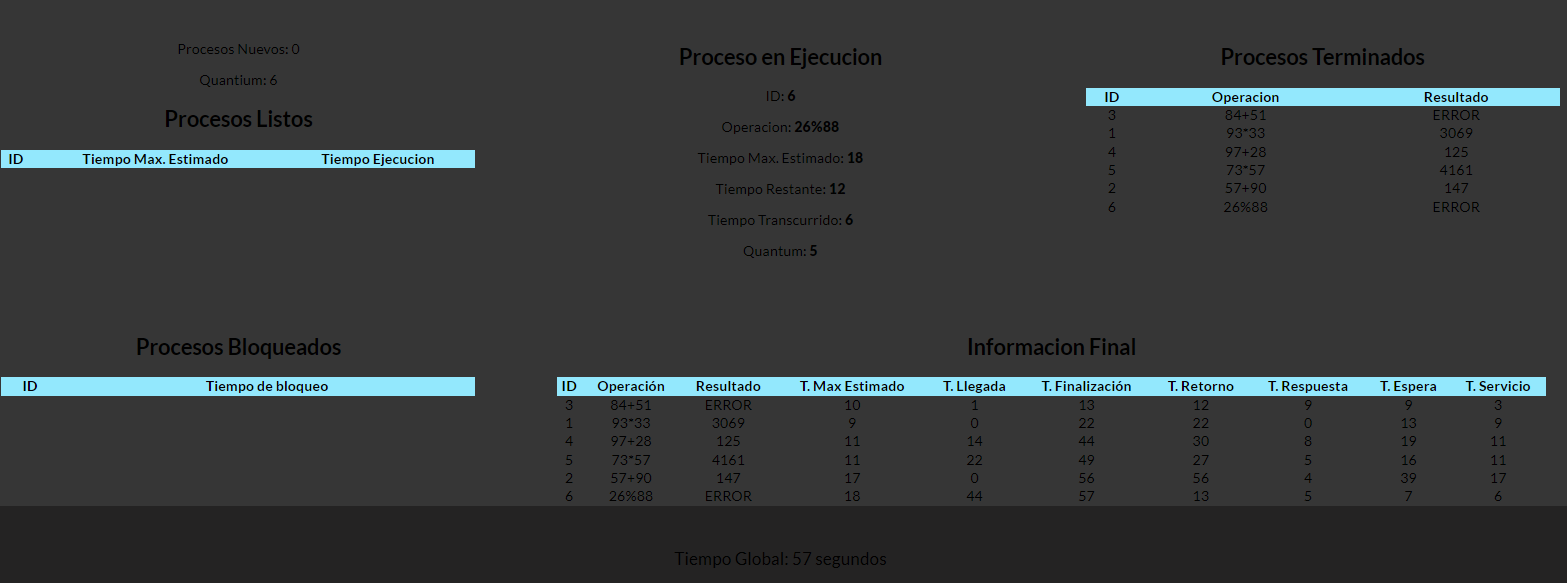 Procesos Nuevos: 0
Quantium: 6
Procesos Listos
ID Tiempo Max. Estimado Tiempo Ejecucion
Proceso en Ejecucion
ID: 6
Operacion: 26%88
Tiempo Max. Estimado: 18
Tiempo Restante: 12
Tiempo Transcurrido: 6
Quantum: 5
Procesos Terminados
ID Operacion Resultado
3 84+51 ERROR
1 93*33 3069
4 97+28 125
5 73*57 4161
2 57+90 147
6 26%88 ERROR
Procesos Bloqueados
ID Tiempo de bloqueo
Informacion Final
ID Operación Resultado T. Max Estimado T. Llegada T. Finalización T. Retorno T. Respuesta T. Espera T. Servicio
3 84+51 ERROR 10 1 13 12 9 9 3
1 93*33 3069 9 0 22 22 0 13 9
4 97+28 125 11 14 44 30 8 19 11
5 73*57 4161 11 22 49 27 5 16 11
2 57+90 147 17 0 56 56 4 39 17
6 26%88 ERROR 18 44 57 13 5 7 6
Tiempo Global: 57 segundos